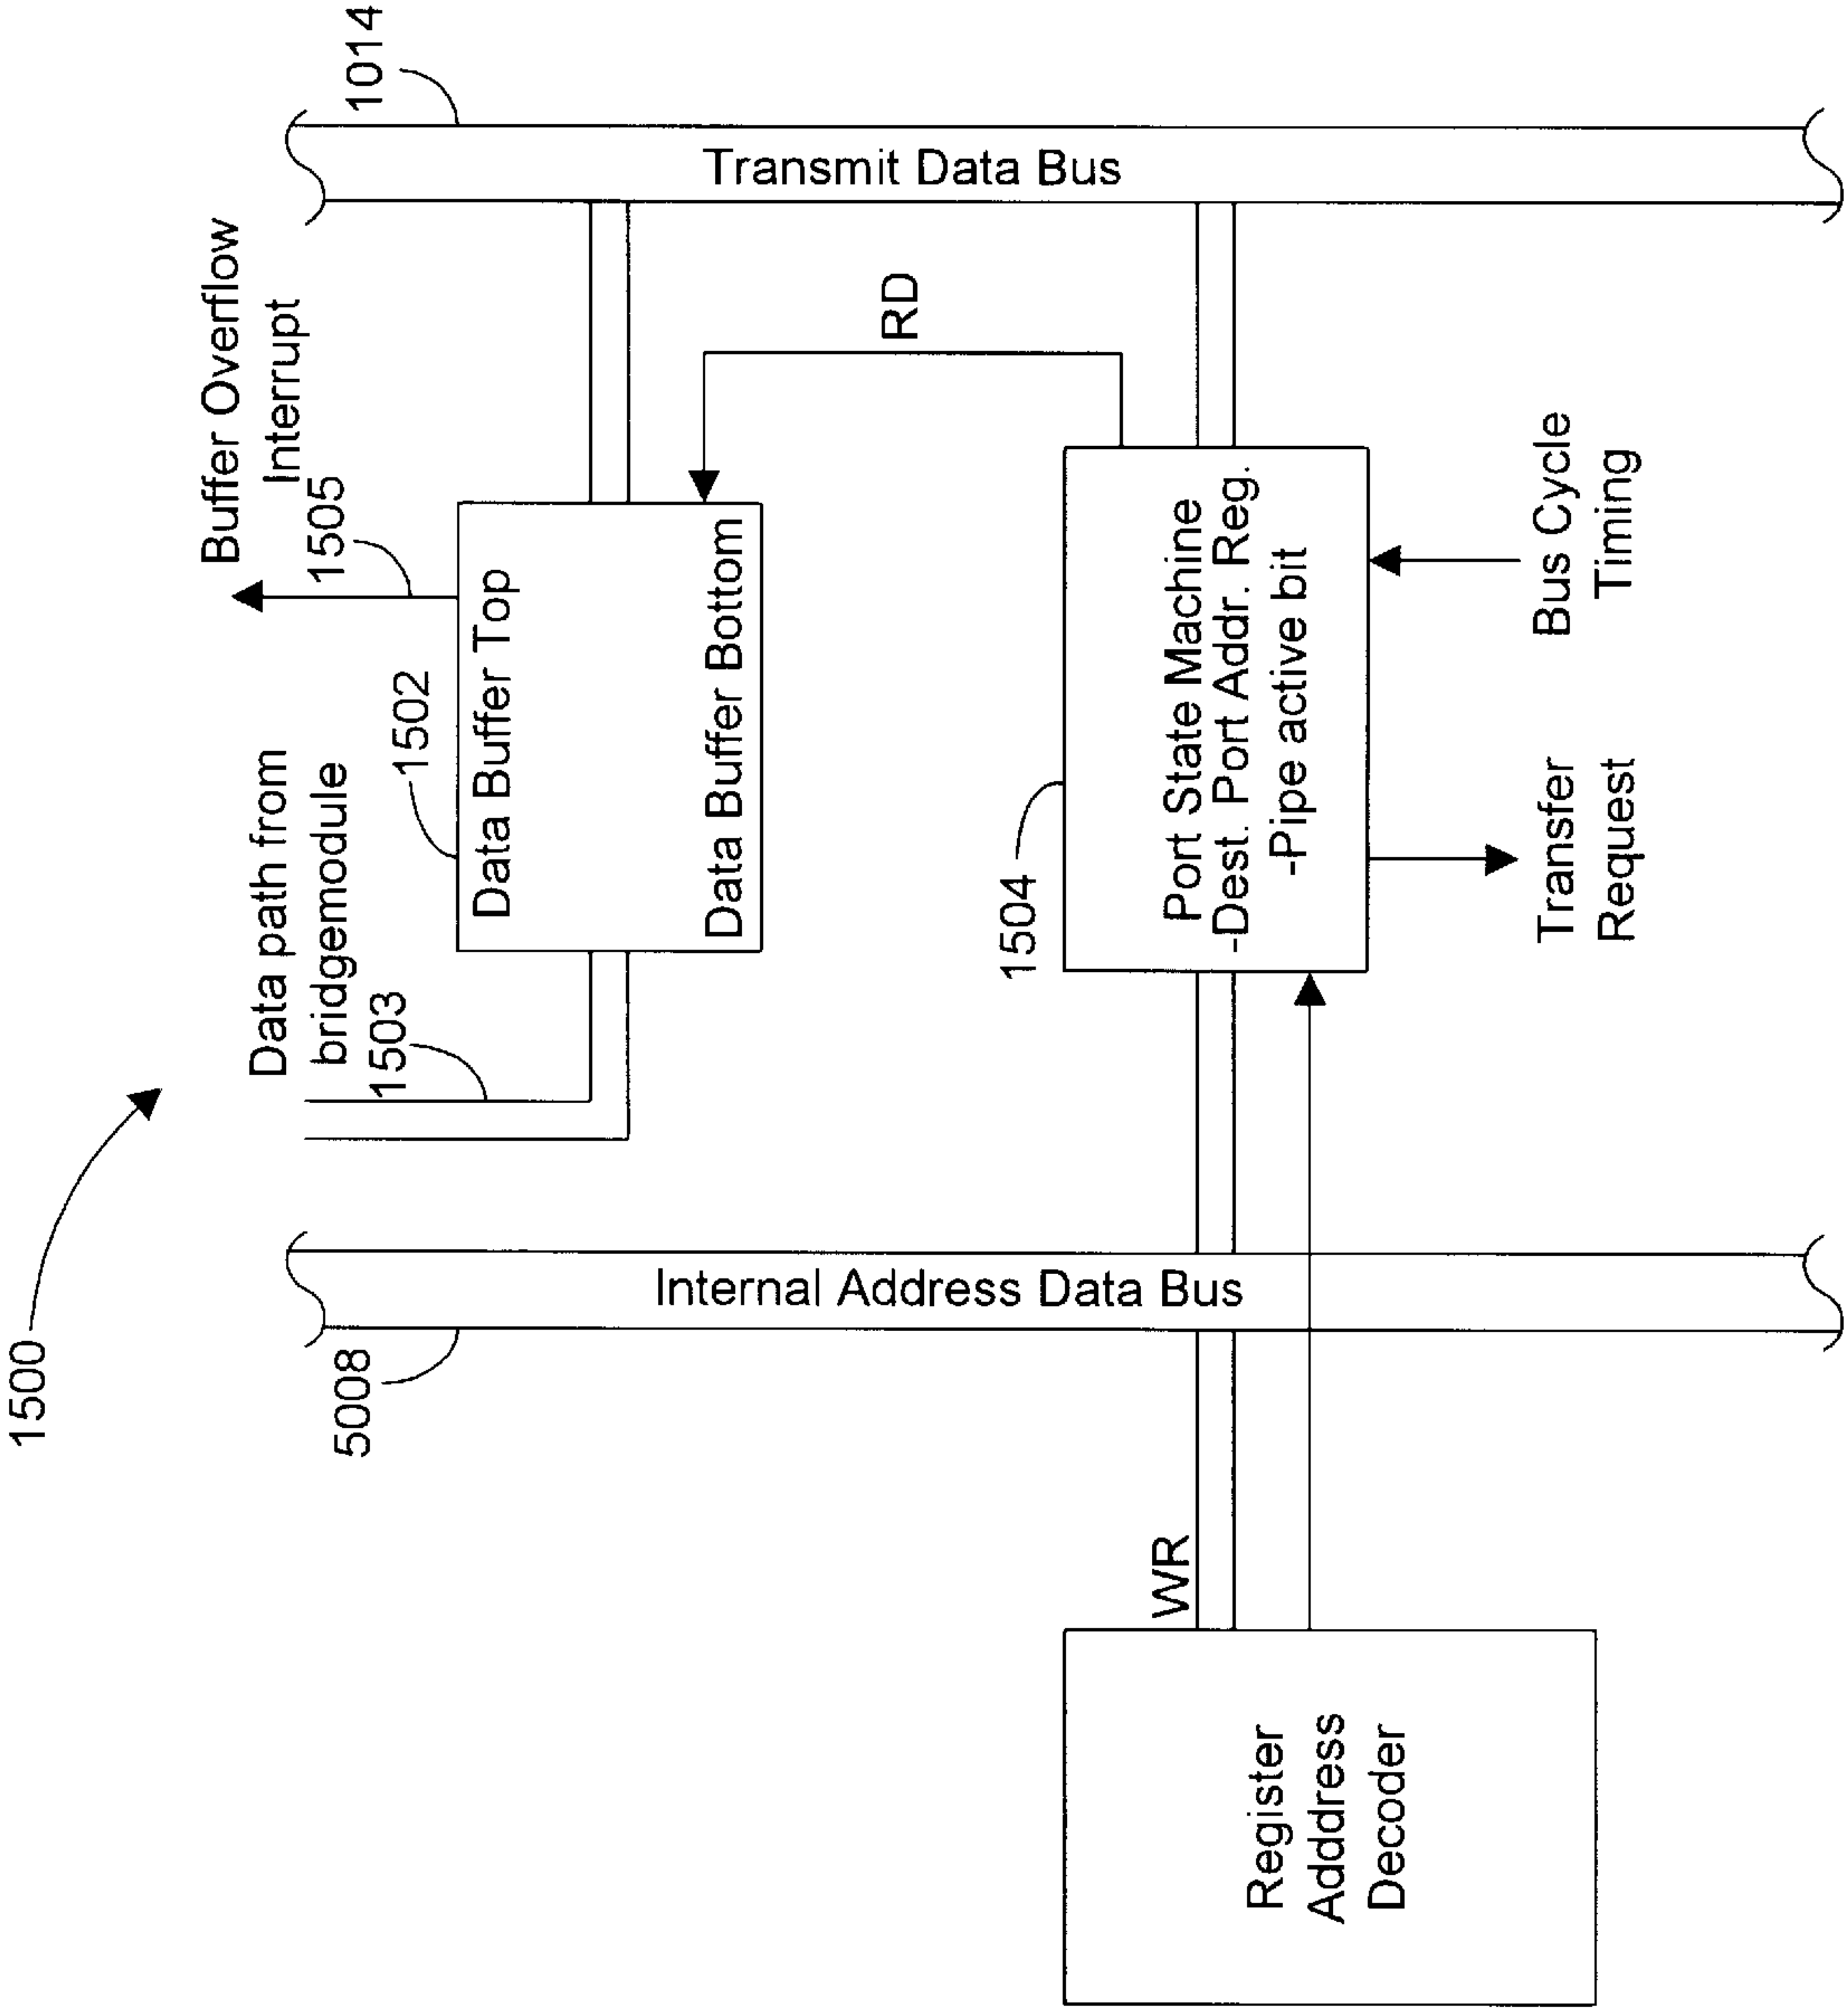 1500
Data path from
bridgemodule
1503
Buffer Overflow
Interrupt
1505
1502
Data Buffer Top
Data Buffer Bottom
5008
Internal Address Data Bus
1014
Transmit Data Bus
RD
1504
Port State Machine
-Dest. Port Addr. Reg.
-Pipe active bit
WR
Register
Adddress
Decoder
Transfer
Request
Bus Cycle
Timing